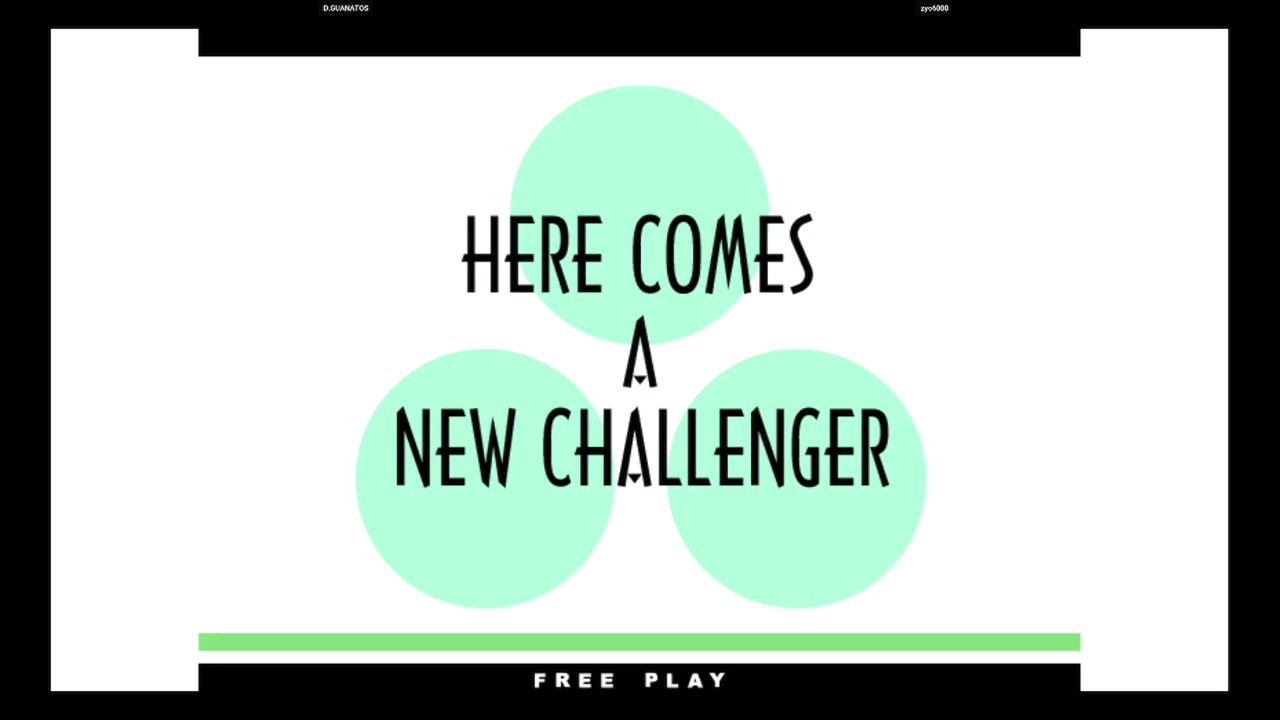 D.GUANATOS zyo6000
HERE COMES
A
NEW CHALLENGER
FREE PLAY